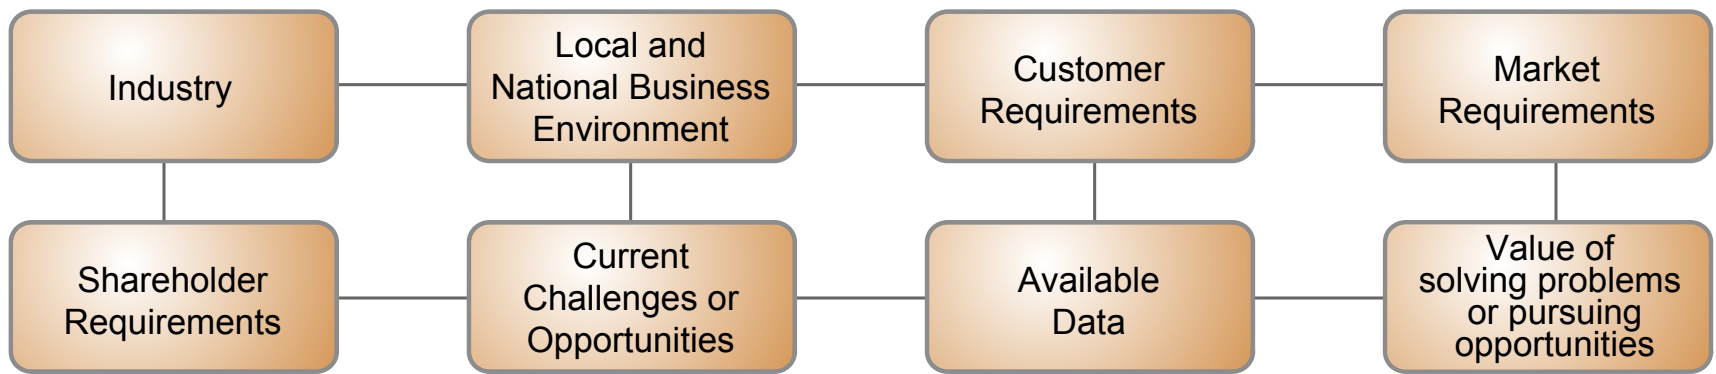 Industry
Local and
National Business
Environment
Customer
Requirements
Market
Requirements
Shareholder
Requirements
Current
Challenges or
Opportunities
Available
Data
Value of
solving problems
or pursuing
opportunities